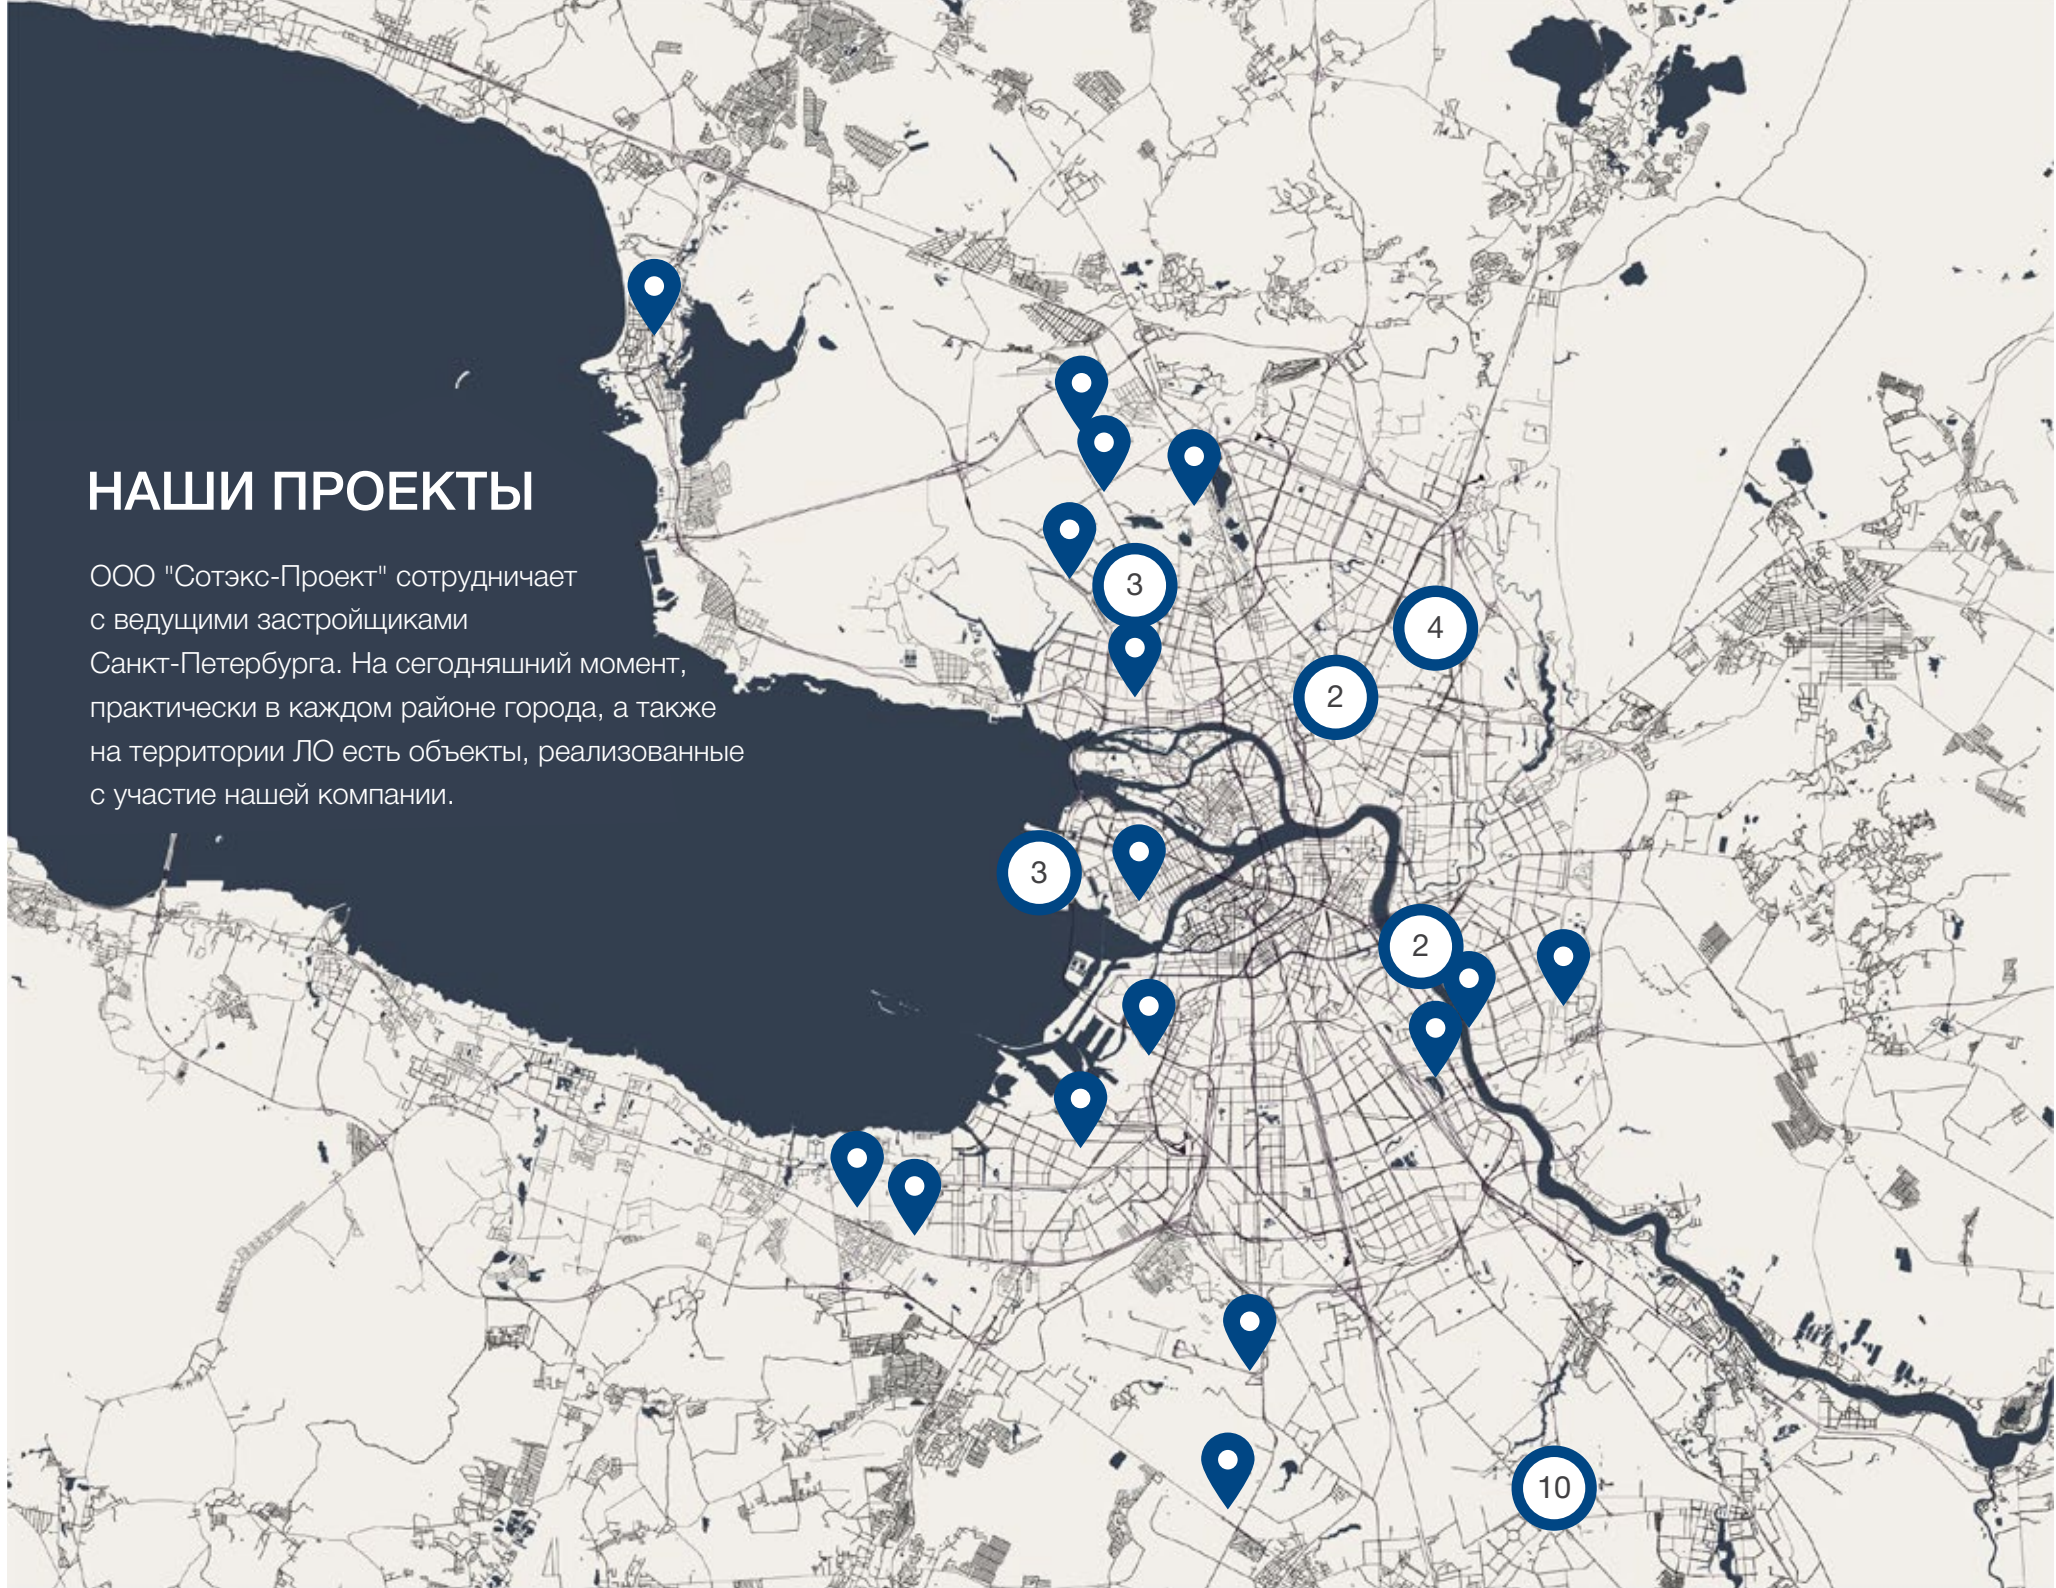 НАШИ ПРОЕКТЫ
ООО "Сотэкс-Проект" сотрудничает
с ведущими застройщиками
Санкт-Петербурга. На сегодняшний момент,
практически в каждом районе города, а также
на территории ЛО есть объекты, реализованные
с участие нашей компании.
3
4
2
3
2
10